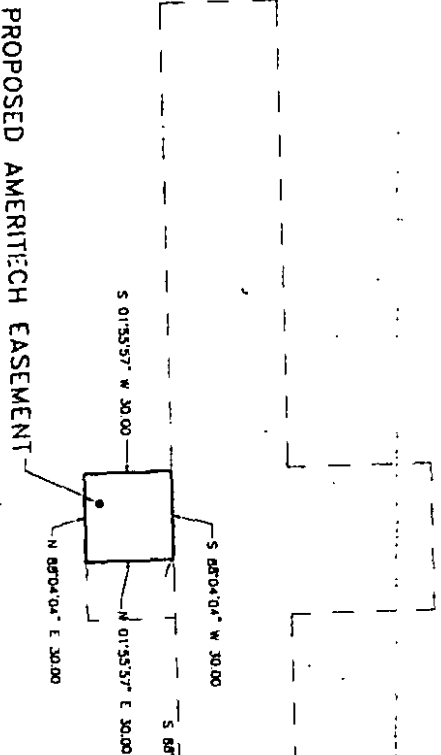 S 88°04'04" W 30.00
S 88°
S 01°55'57" W 30.00
N 01°55'57" E 30.00
N 88°04'04" E 30.00
PROPOSED AMERITECH EASEMENT